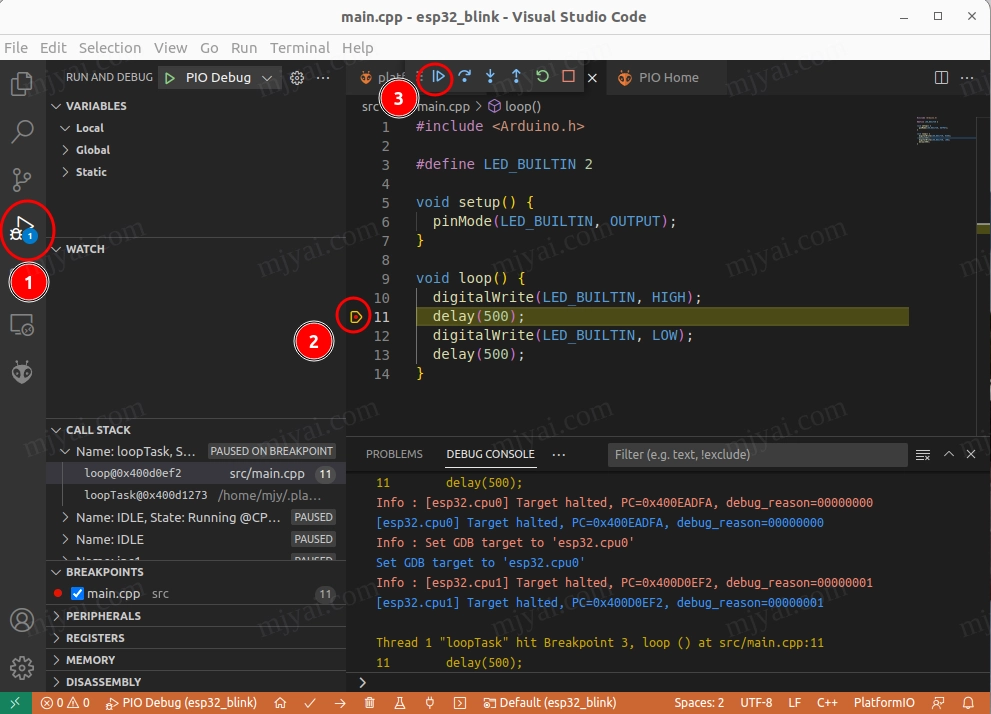 main.cpp - esp32_blink - Visual Studio Code
File Edit Selection View Go Run Terminal Help
RUN AND DEBUG PIO Debug
PIO Home
VARIABLES
Local
Global
Static
WATCH
CALL STACK
Name: loopTask, S... PAUSED ON BREAKPOINT
loop@0x400d0ef2 src/main.cpp 11
loopTask@0x400d1273 /home/mjy/.pla...
Name: IDLE, State: Running @CP... PAUSED
Name: IDLE PAUSED
BREAKPOINTS
main.cpp src 11
PERIPHERALS
REGISTERS
MEMORY
DISASSEMBLY
1
1
2
3
src main.cpp > loop()
1 #include <Arduino.h>
2
3 #define LED_BUILTIN 2
4
5 void setup() {
6 pinMode(LED_BUILTIN, OUTPUT);
7 }
8
9 void loop() {
10 digitalWrite(LED_BUILTIN, HIGH);
11 delay(500);
12 digitalWrite(LED_BUILTIN, LOW);
13 delay(500);
14 }
PROBLEMS DEBUG CONSOLE ... Filter (e.g. text, !exclude)
11 delay(500);
Info : [esp32.cpu0] Target halted, PC=0x400EADFA, debug_reason=00000000
[esp32.cpu0] Target halted, PC=0x400EADFA, debug_reason=00000000
Info : Set GDB target to 'esp32.cpu0'
Set GDB target to 'esp32.cpu0'
Info : [esp32.cpu1] Target halted, PC=0x400D0EF2, debug_reason=00000001
[esp32.cpu1] Target halted, PC=0x400D0EF2, debug_reason=00000001
Thread 1 "loopTask" hit Breakpoint 3, loop () at src/main.cpp:11
11 delay(500);
>
0 0 PIO Debug (esp32_blink) Default (esp32_blink) Spaces: 2 UTF-8 LF C++ PlatformIO
mjyai.com